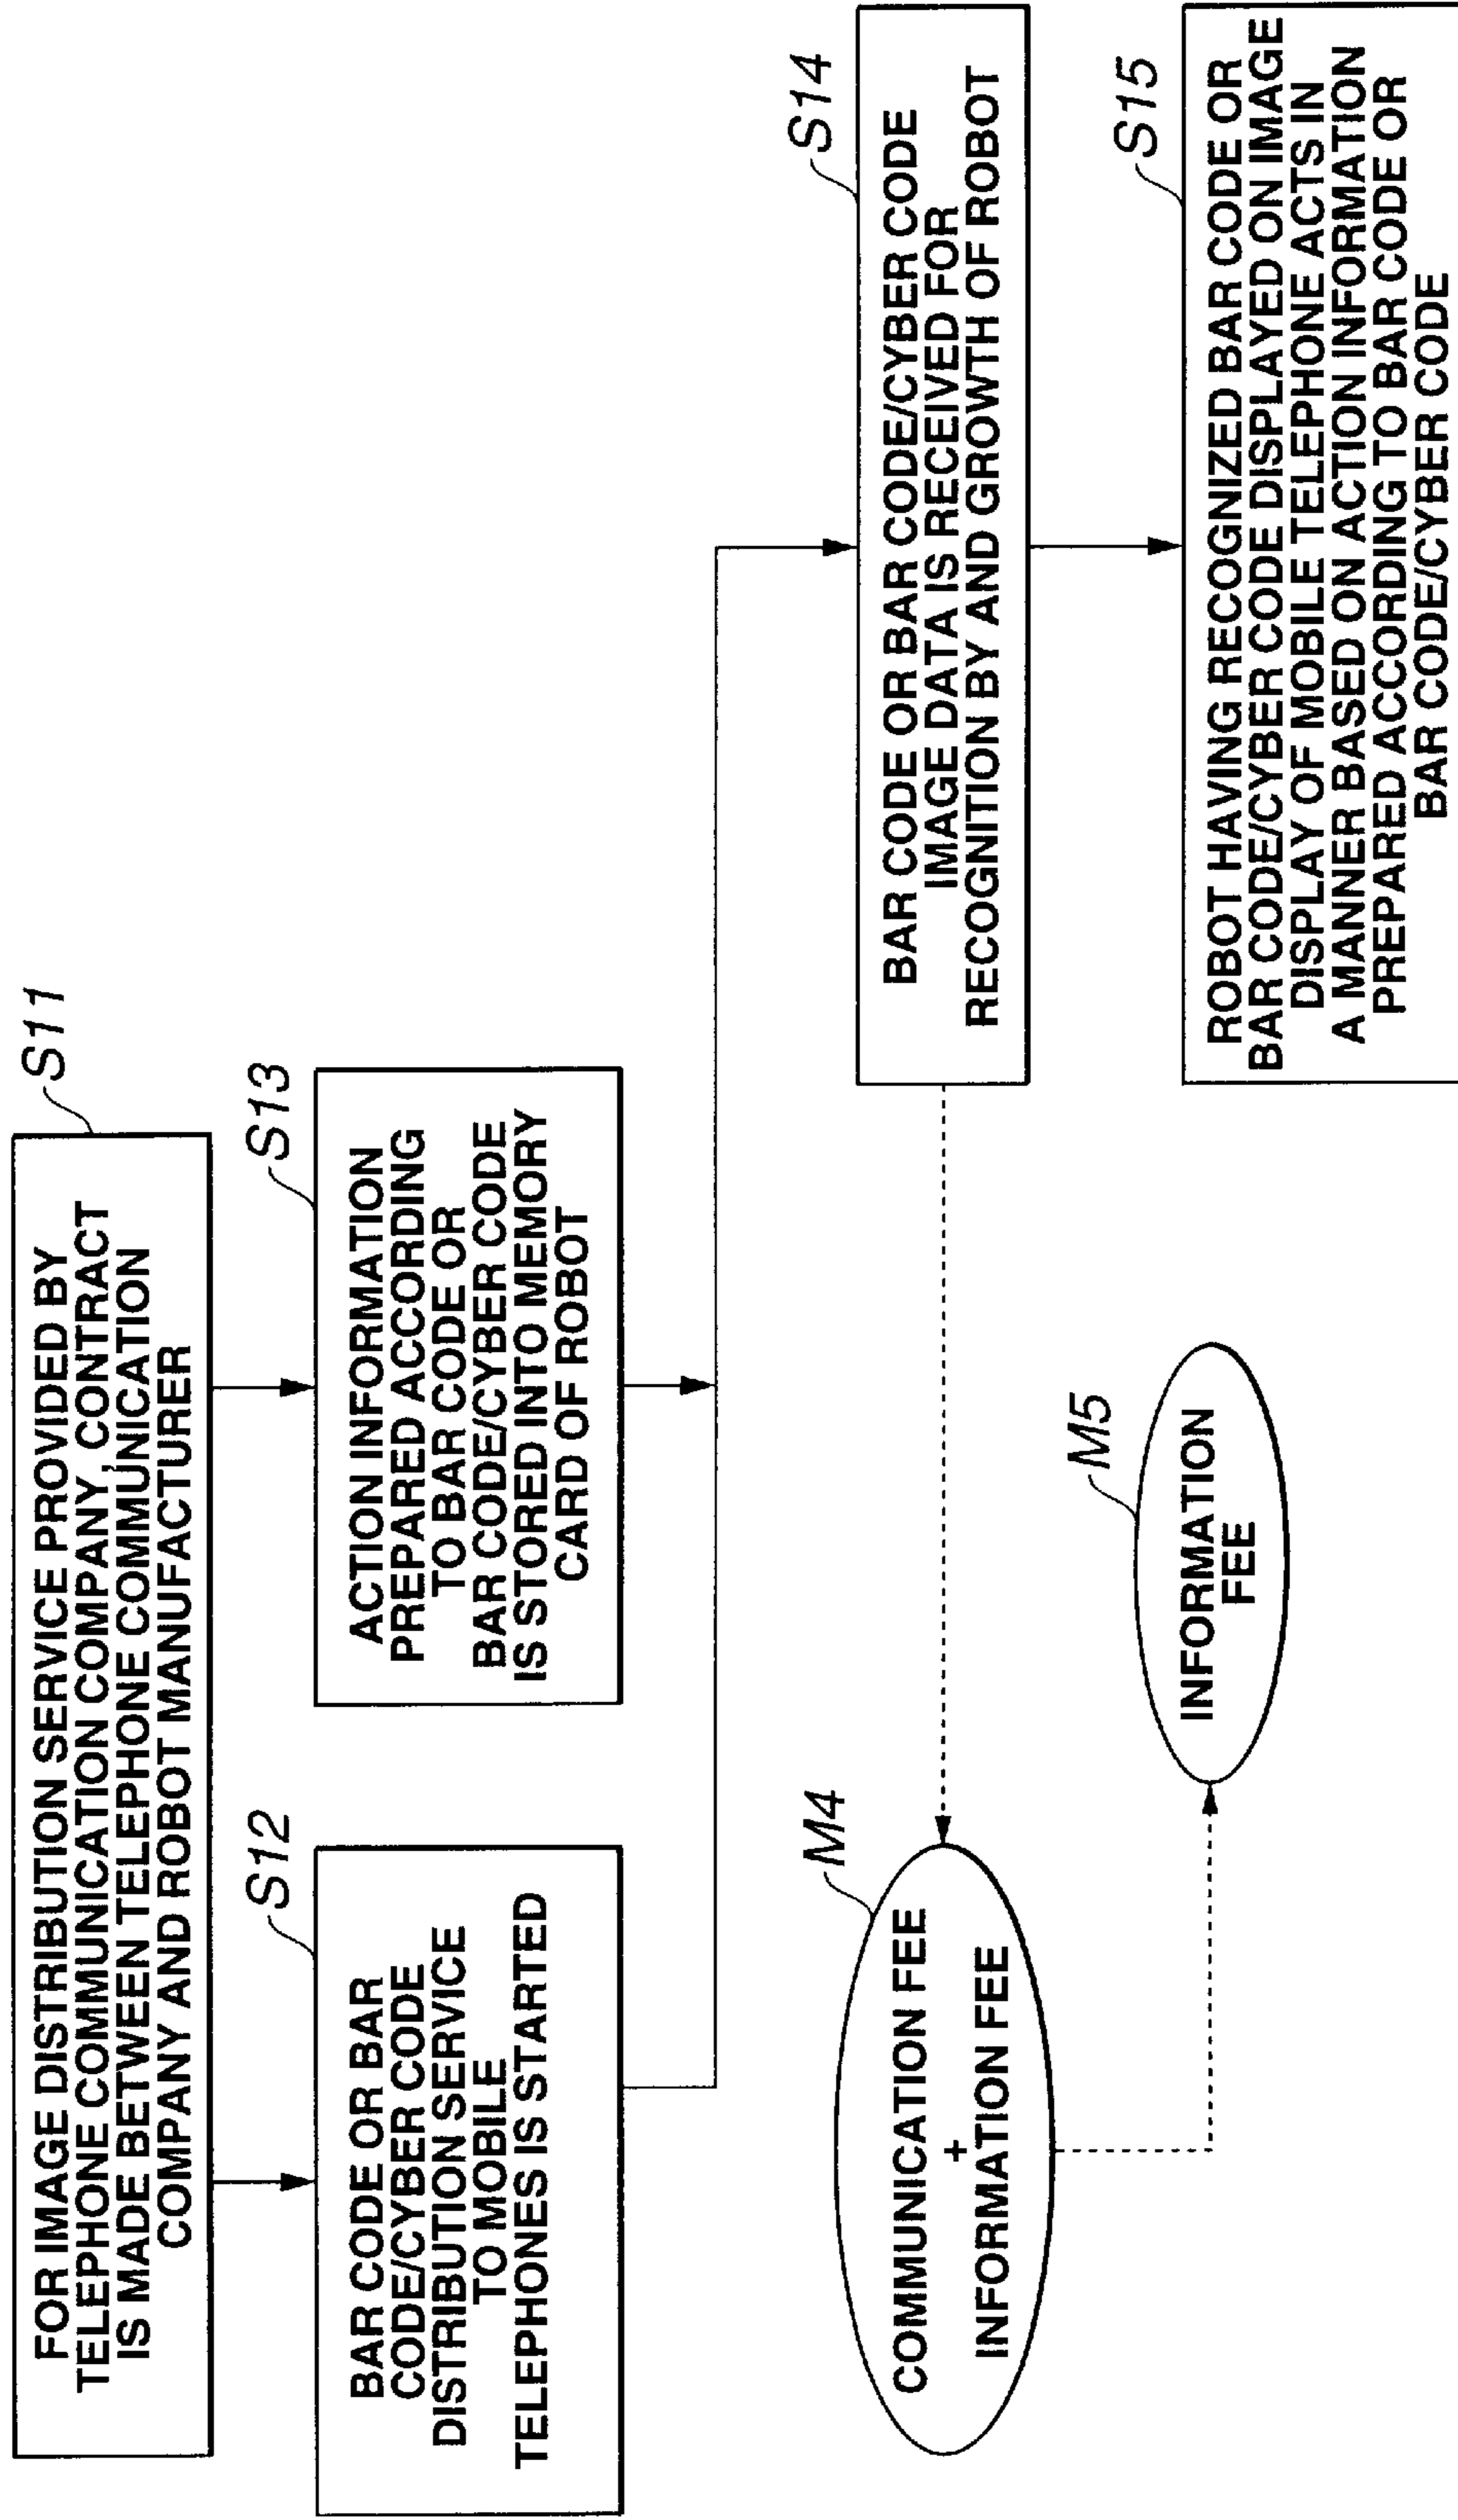 S11
FOR IMAGE DISTRIBUTION SERVICE PROVIDED BY
TELEPHONE COMMUNICATION COMPANY, CONTRACT
IS MADE BETWEEN TELEPHONE COMMUNICATION
COMPANY AND ROBOT MANUFACTURER
S12
BAR CODE OR BAR
CODE/CYBER CODE
DISTRIBUTION SERVICE
TO MOBILE
TELEPHONES IS STARTED
S13
ACTION INFORMATION
PREPARED ACCORDING
TO BAR CODE OR
BAR CODE/CYBER CODE
IS STORED INTO MEMORY
CARD OF ROBOT
S14
BAR CODE OR BAR CODE/CYBER CODE
IMAGE DATA IS RECEIVED FOR
RECOGNITION BY AND GROWTH OF ROBOT
M4
COMMUNICATION FEE
+
INFORMATION FEE
M5
INFORMATION
FEE
S15
ROBOT HAVING RECOGNIZED BAR CODE OR
BAR CODE/CYBER CODE DISPLAYED ON IMAGE
DISPLAY OF MOBILE TELEPHONE ACTS IN
A MANNER BASED ON ACTION INFORMATION
PREPARED ACCORDING TO BAR CODE OR
BAR CODE/CYBER CODE